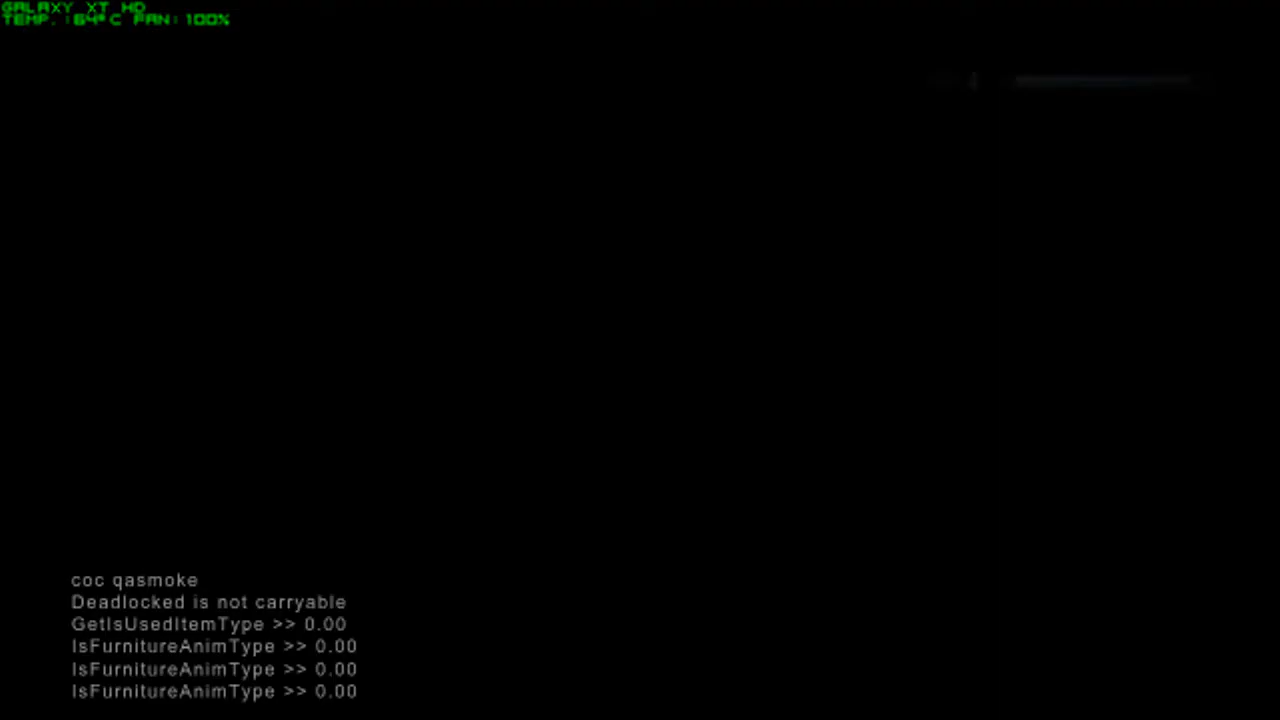 GALAXY XT HD
TEMP. :64°C FAN: 100%
coc qasmoke
Deadlocked is not carryable
GetIsUsedItemType >> 0.00
IsFurnitureAnimType >> 0.00
IsFurnitureAnimType >> 0.00
IsFurnitureAnimType >> 0.00